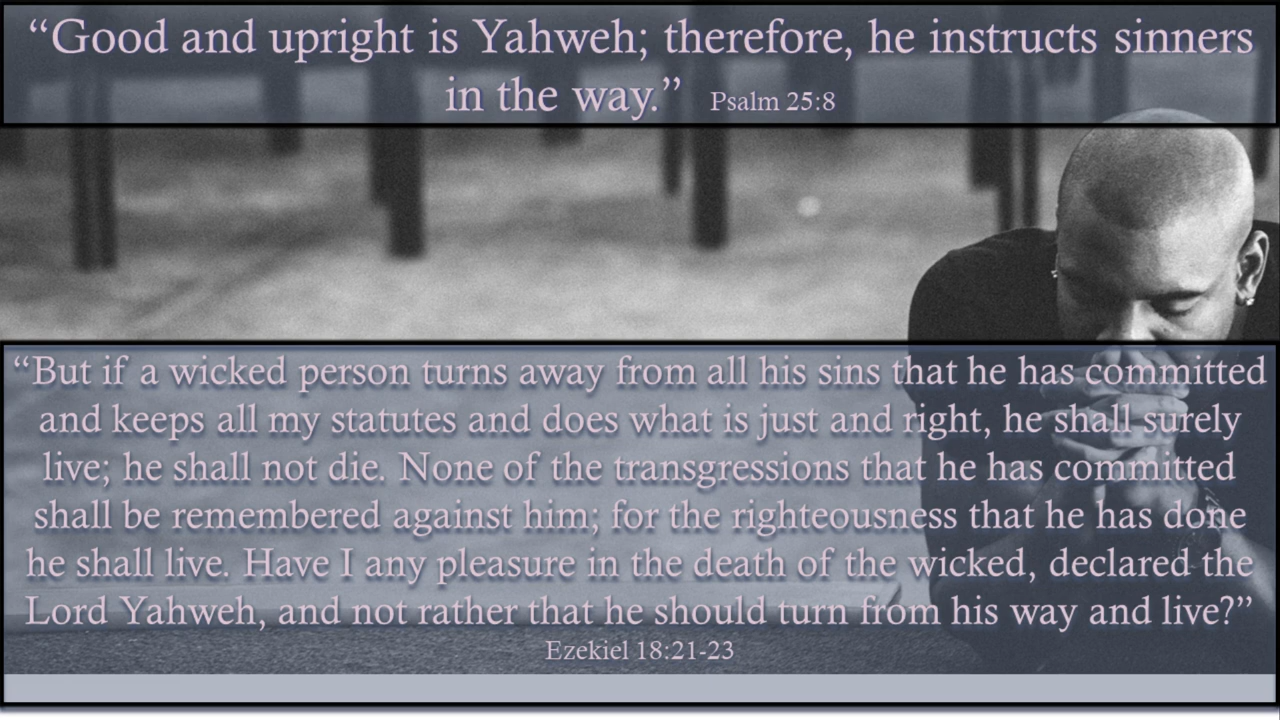 “Good and upright is Yahweh; therefore, he instructs sinners
in the way.” Psalm 25:8
“But if a wicked person turns away from all his sins that he has committed
and keeps all my statutes and does what is just and right, he shall surely
live; he shall not die. None of the transgressions that he has committed
shall be remembered against him; for the righteousness that he has done
he shall live. Have I any pleasure in the death of the wicked, declared the
Lord Yahweh, and not rather that he should turn from his way and live?”
Ezekiel 18:21-23